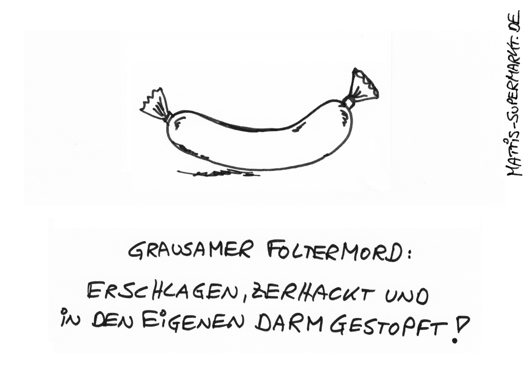 GRAUSAMER FOLTERMORD:
ERSCHLAGEN, ZERHACKT UND
IN DEN EIGENEN DARM GESTOPFT!
MATTIS-SUPERMARKT.DE